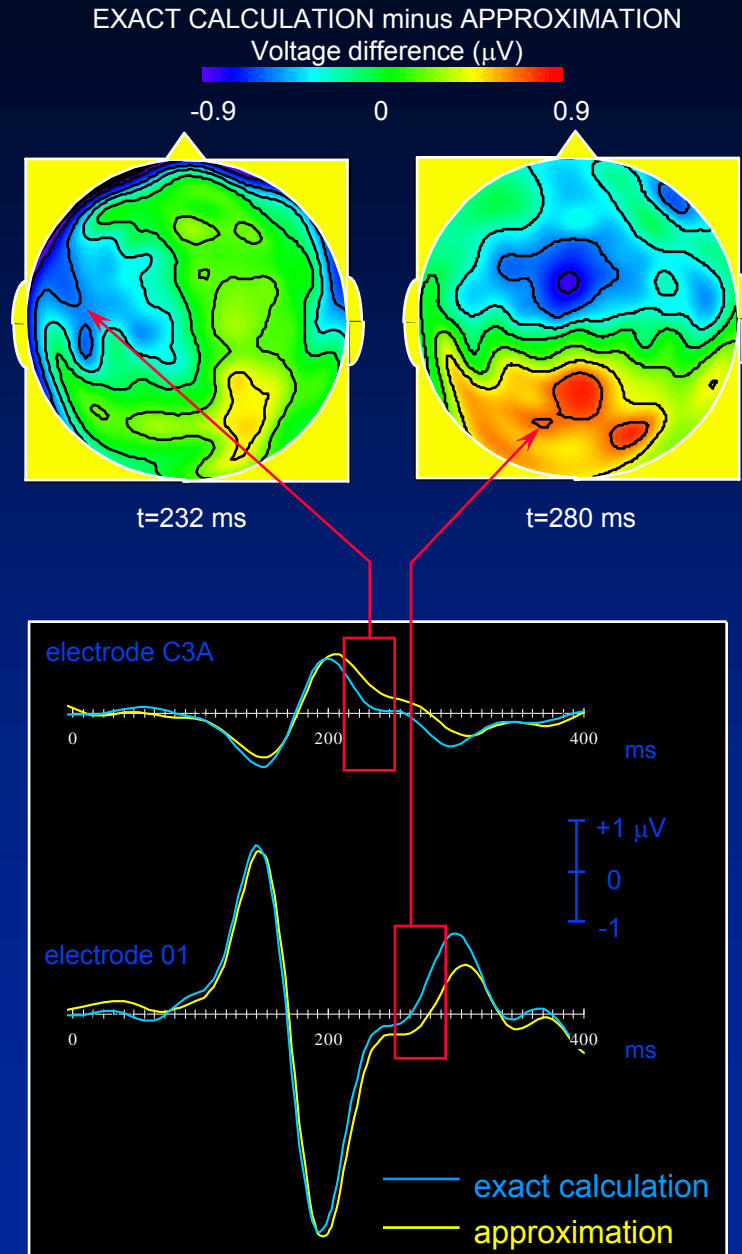 EXACT CALCULATION minus APPROXIMATION
Voltage difference (μV)
-0.9 0 0.9
t=232 ms t=280 ms
electrode C3A
0 200 400 ms
+1 μV
0
-1
electrode 01
0 200 400 ms
exact calculation
approximation